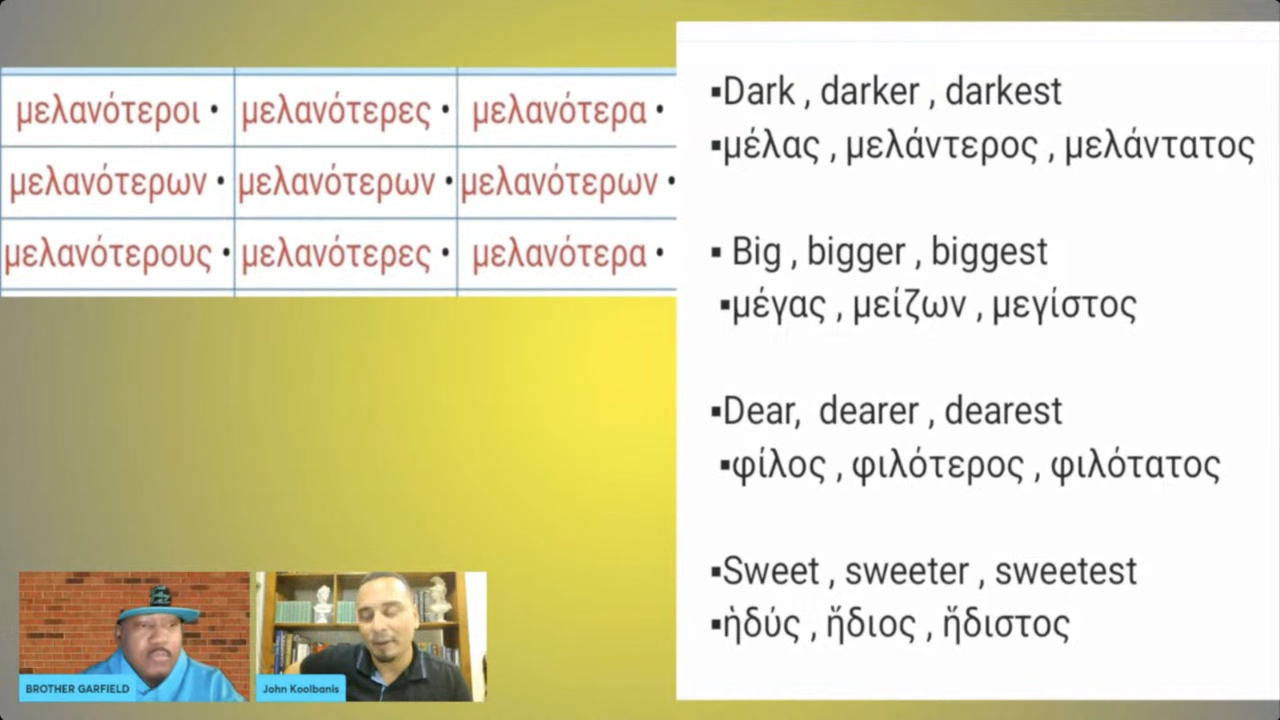 μελανότεροι • μελανότερες • μελανότερα •
μελανότερων • μελανότερων • μελανότερων •
μελανότερους • μελανότερες • μελανότερα •
▪Dark , darker , darkest
▪μέλας , μελάντερος , μελάντατος
▪ Big , bigger , biggest
▪μέγας , μείζων , μεγίστος
▪Dear, dearer , dearest
▪φίλος , φιλότερος , φιλότατος
▪Sweet , sweeter , sweetest
▪ἡδύς , ἥδιος , ἥδιστος
BROTHER GARFIELD
John Koolbanis